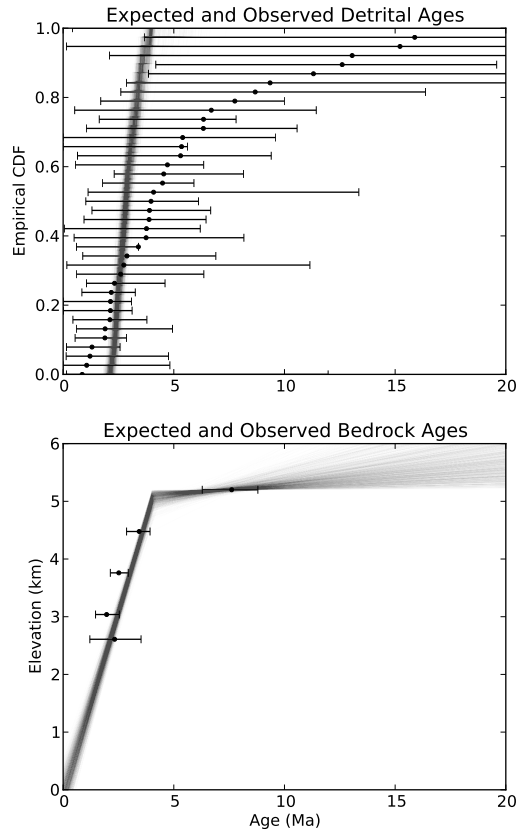 Expected and Observed Detrital Ages
1.0
0.8
0.6
0.4
0.2
0.0
Empirical CDF
0 5 10 15 20
Expected and Observed Bedrock Ages
6
5
4
3
2
1
0
Elevation (km)
0 5 10 15 20
Age (Ma)